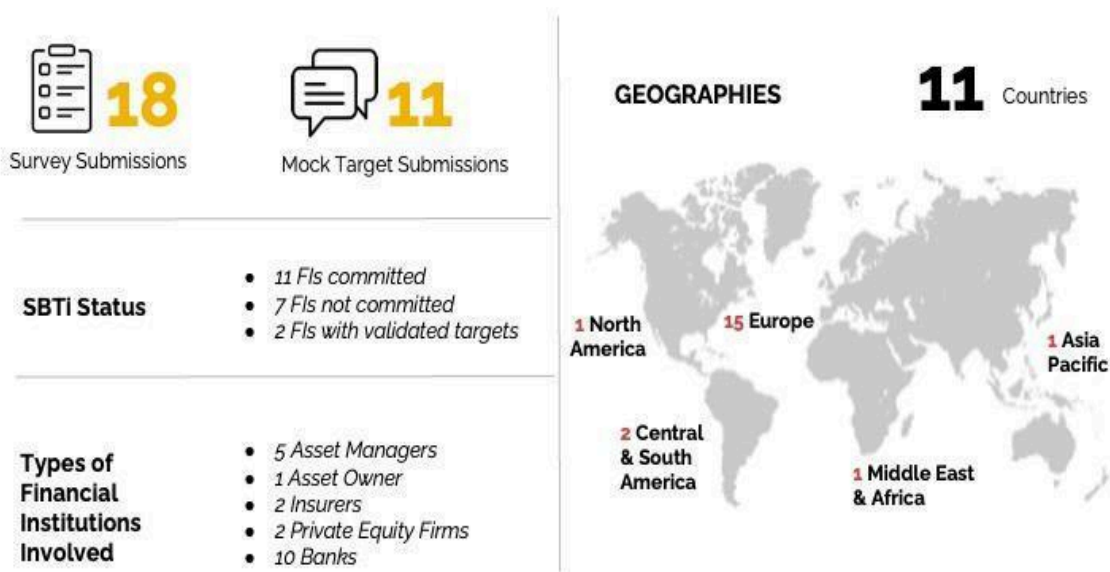 18
Survey Submissions
11
Mock Target Submissions
SBTi Status
• 11 FIs committed
• 7 FIs not committed
• 2 FIs with validated targets
Types of
Financial
Institutions
Involved
• 5 Asset Managers
• 1 Asset Owner
• 2 Insurers
• 2 Private Equity Firms
• 10 Banks
GEOGRAPHIES
11 Countries
1 North
America
15 Europe
1 Asia
Pacific
2 Central
& South
America
1 Middle East
& Africa